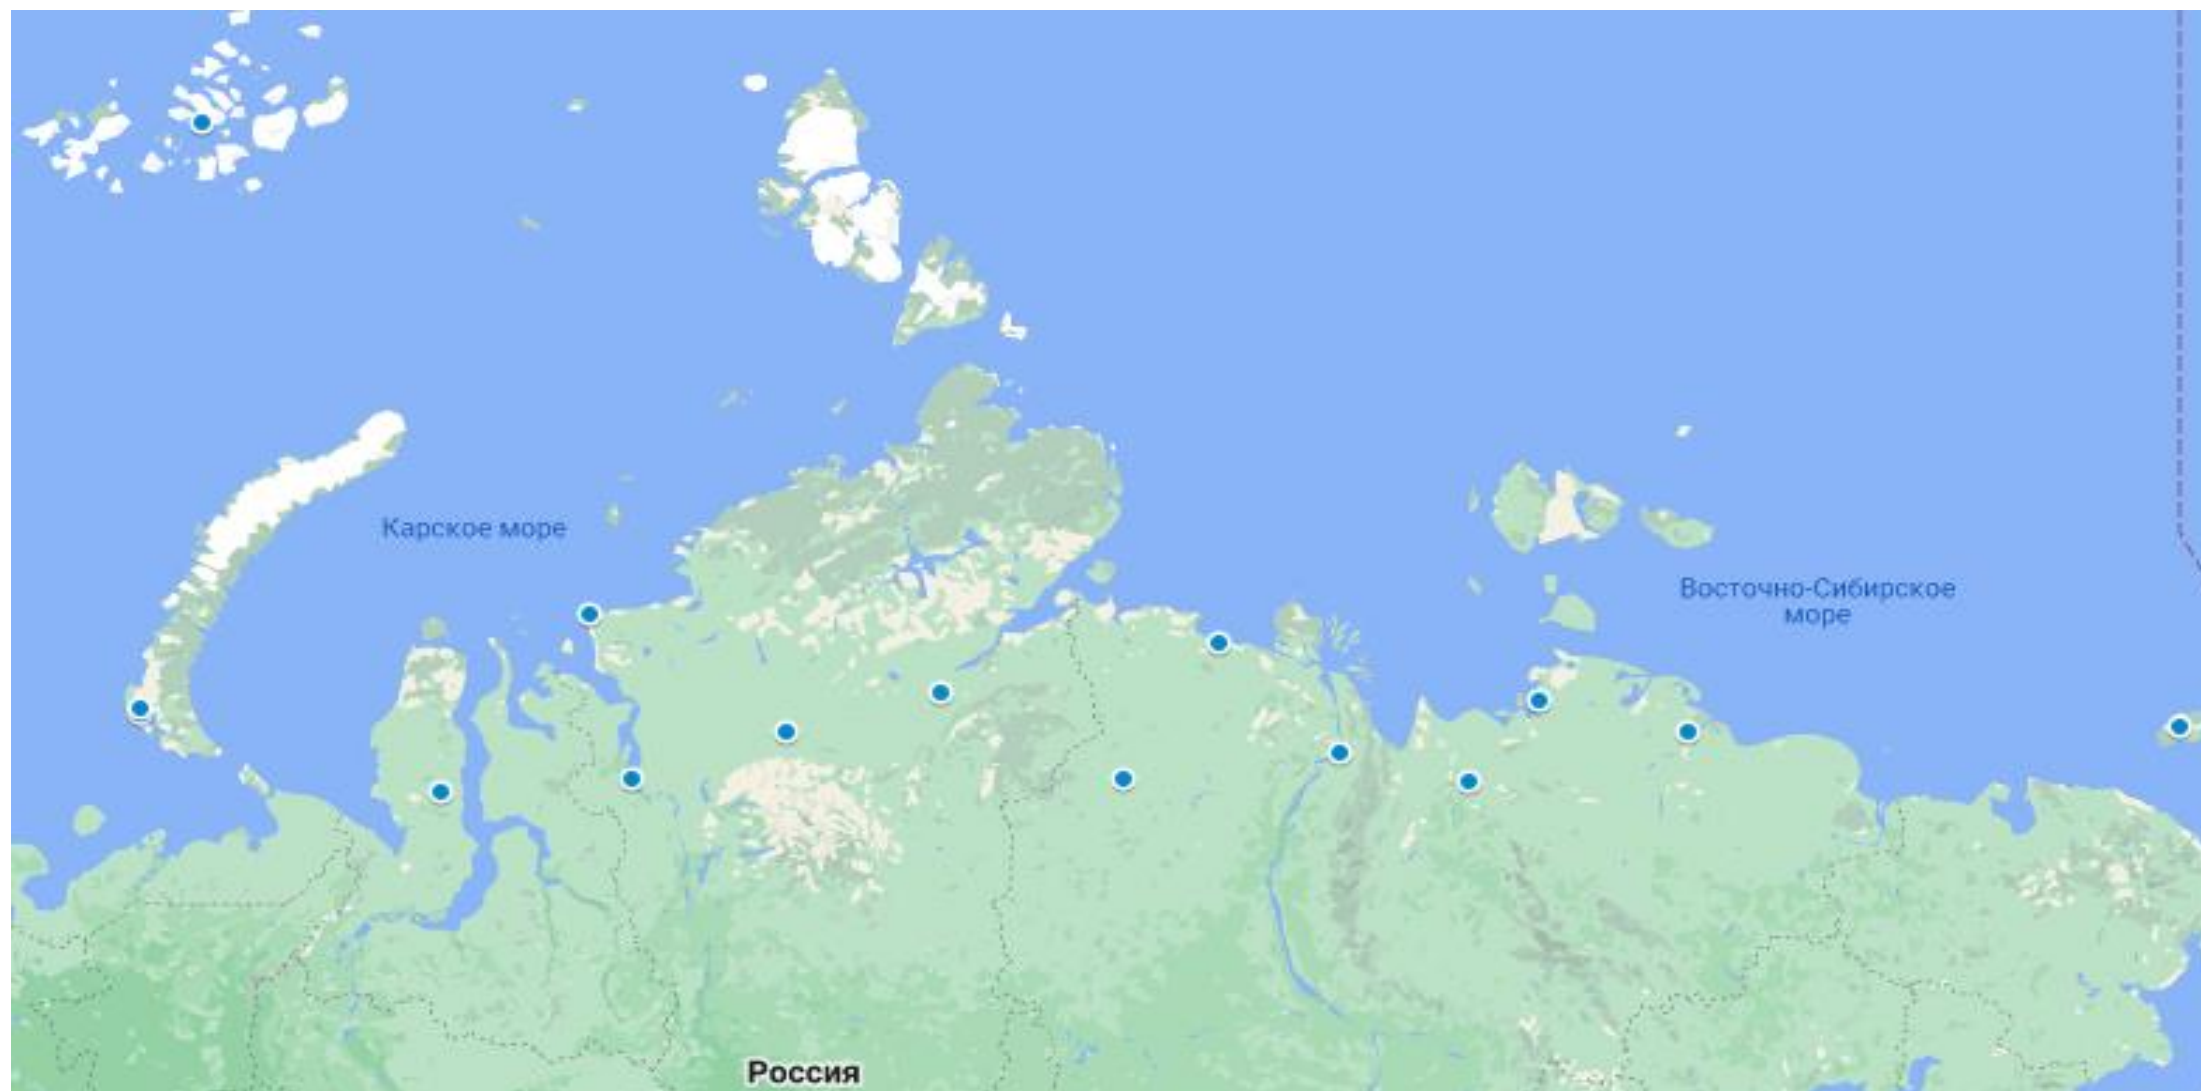 Карское море
Восточно-Сибирское
море
Россия